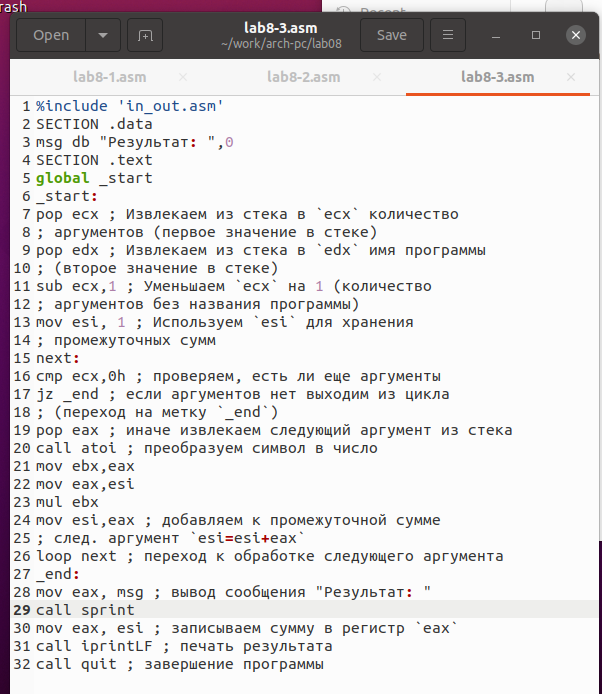 rash
Recent
Open
lab8-3.asm
~/work/arch-pc/lab08
Save
lab8-1.asm × lab8-2.asm × lab8-3.asm ×
1 %include 'in_out.asm'
2 SECTION .data
3 msg db "Результат: ",0
4 SECTION .text
5 global _start
6 _start:
7 pop ecx ; Извлекаем из стека в `ecx` количество
8 ; аргументов (первое значение в стеке)
9 pop edx ; Извлекаем из стека в `edx` имя программы
10 ; (второе значение в стеке)
11 sub ecx,1 ; Уменьшаем `ecx` на 1 (количество
12 ; аргументов без названия программы)
13 mov esi, 1 ; Используем `esi` для хранения
14 ; промежуточных сумм
15 next:
16 cmp ecx,0h ; проверяем, есть ли еще аргументы
17 jz _end ; если аргументов нет выходим из цикла
18 ; (переход на метку `_end`)
19 pop eax ; иначе извлекаем следующий аргумент из стека
20 call atoi ; преобразуем символ в число
21 mov ebx,eax
22 mov eax,esi
23 mul ebx
24 mov esi,eax ; добавляем к промежуточной сумме
25 ; след. аргумент `esi=esi+eax`
26 loop next ; переход к обработке следующего аргумента
27 _end:
28 mov eax, msg ; вывод сообщения "Результат: "
29 call sprint
30 mov eax, esi ; записываем сумму в регистр `eax`
31 call iprintLF ; печать результата
32 call quit ; завершение программы